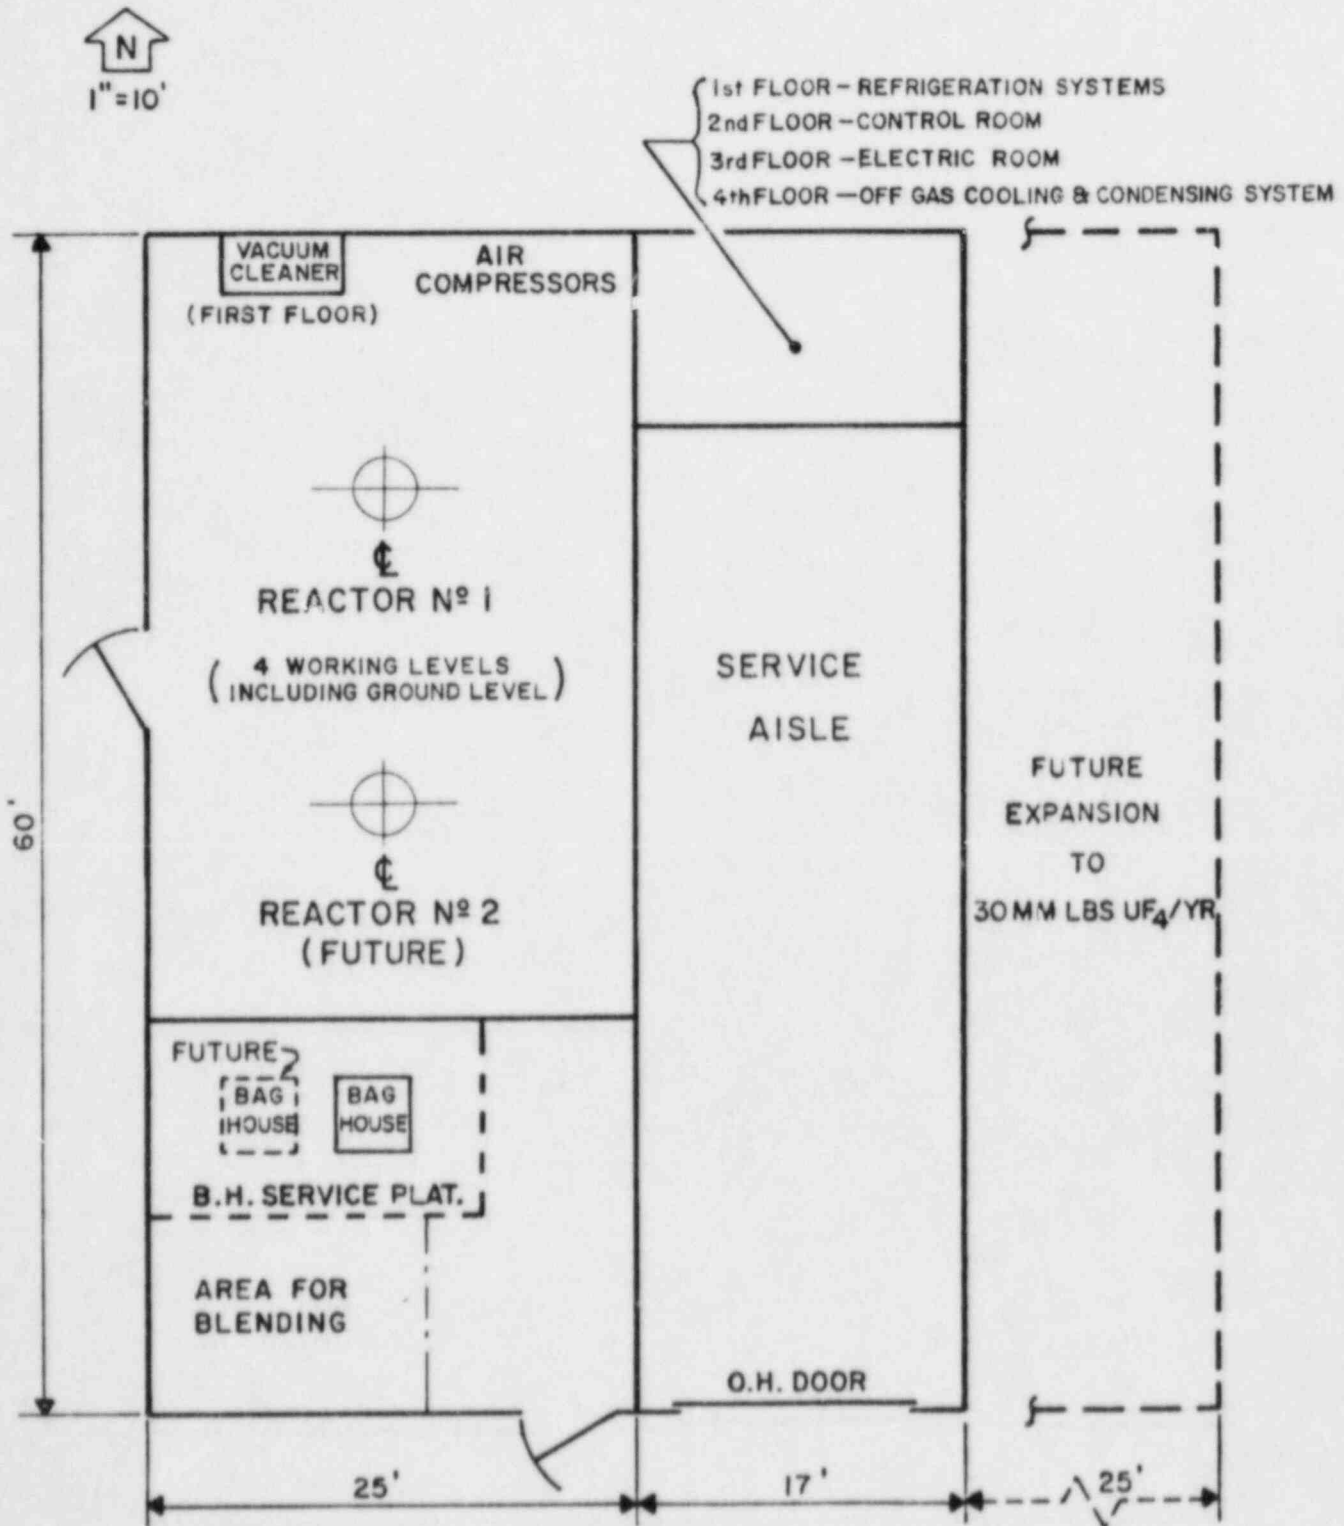 N
1"=10'
1st FLOOR – REFRIGERATION SYSTEMS
2nd FLOOR – CONTROL ROOM
3rd FLOOR – ELECTRIC ROOM
4th FLOOR — OFF GAS COOLING & CONDENSING SYSTEM
VACUUM
CLEANER
(FIRST FLOOR)
AIR
COMPRESSORS
℄
REACTOR Nº 1
( 4 WORKING LEVELS
INCLUDING GROUND LEVEL )
℄
REACTOR Nº 2
(FUTURE)
SERVICE
AISLE
FUTURE
EXPANSION
TO
30 MM LBS UF₄/YR
60'
FUTURE
BAG
HOUSE
BAG
HOUSE
B.H. SERVICE PLAT.
AREA FOR
BLENDING
O.H. DOOR
25'
17'
25'